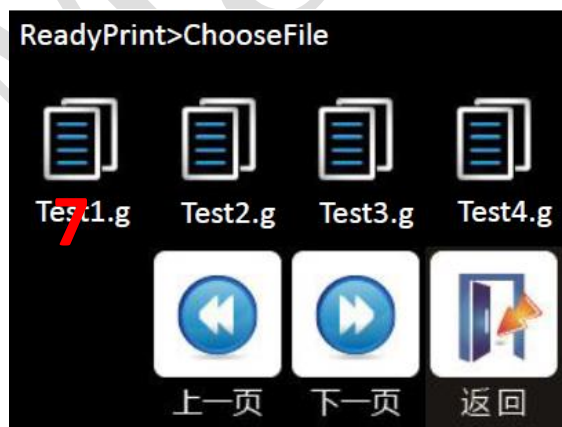 ReadyPrint>ChooseFile
Test1.g Test2.g Test3.g Test4.g
7
上一页 下一页 返回